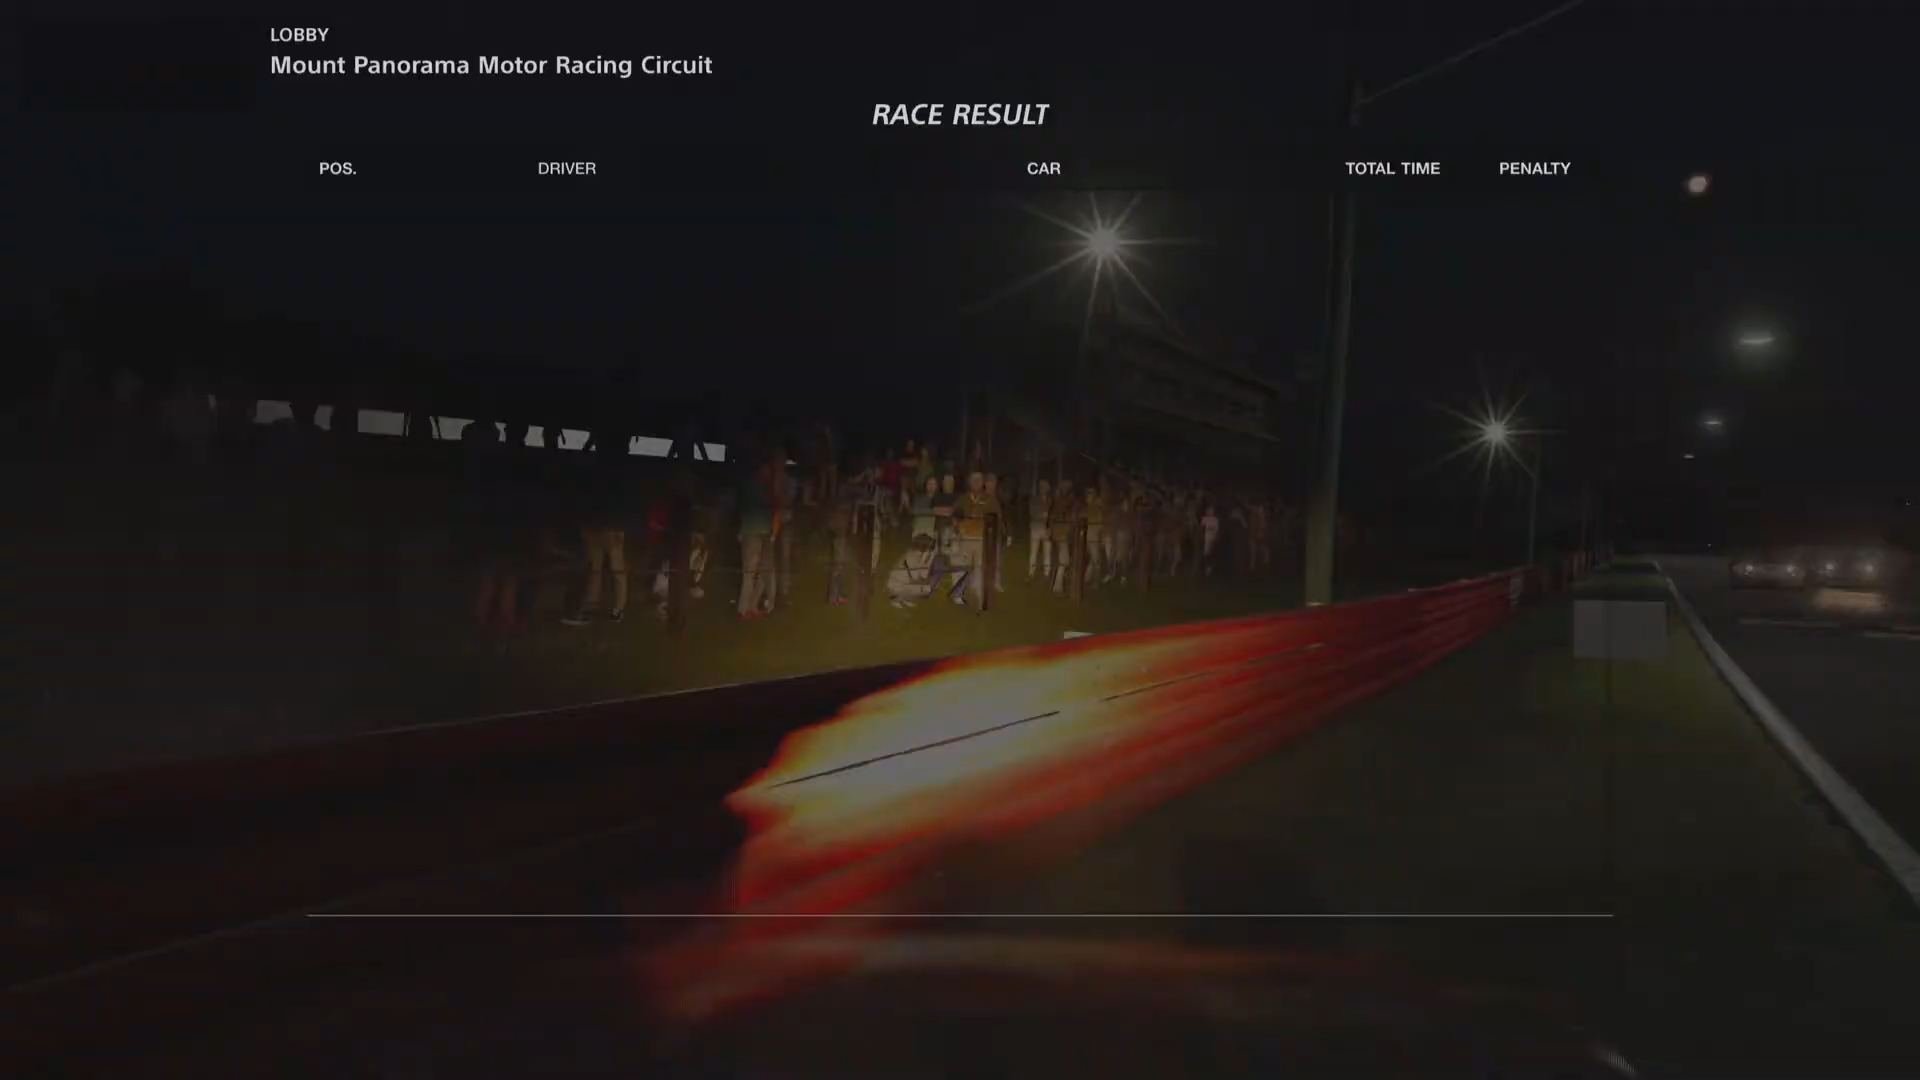 LOBBY
Mount Panorama Motor Racing Circuit
RACE RESULT
POS. DRIVER CAR TOTAL TIME PENALTY